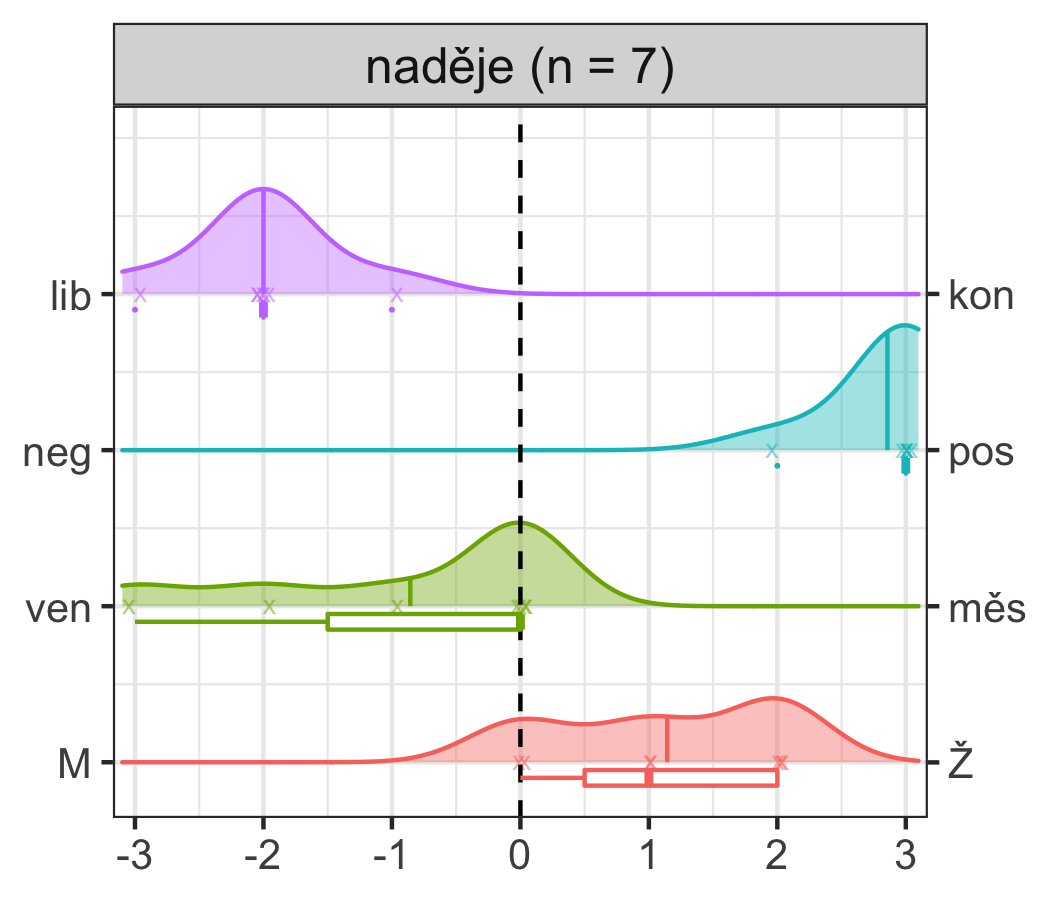 naděje (n = 7)
lib kon
neg pos
ven měs
M Ž
-3 -2 -1 0 1 2 3